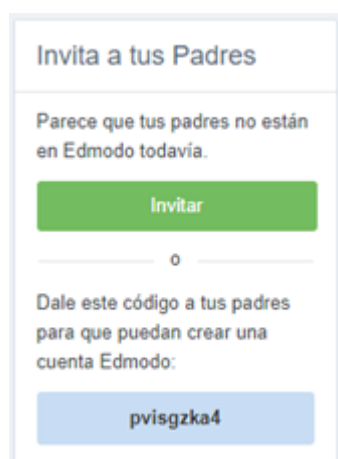 Invita a tus Padres
Parece que tus padres no están
en Edmodo todavía.
Invitar
o
Dale este código a tus padres
para que puedan crear una
cuenta Edmodo:
pvisgzka4